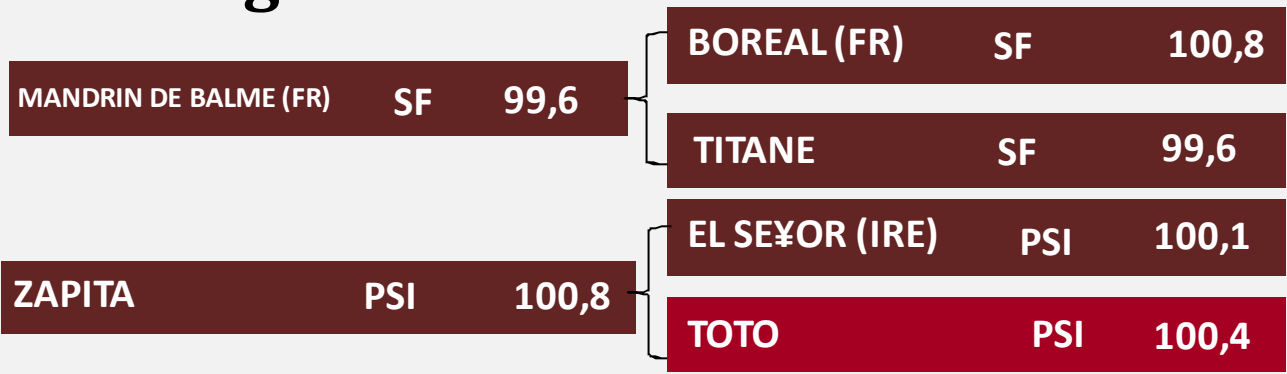 BOREAL (FR) SF 100,8
MANDRIN DE BALME (FR) SF 99,6
TITANE SF 99,6
EL SE¥OR (IRE) PSI 100,1
ZAPITA PSI 100,8
TOTO PSI 100,4